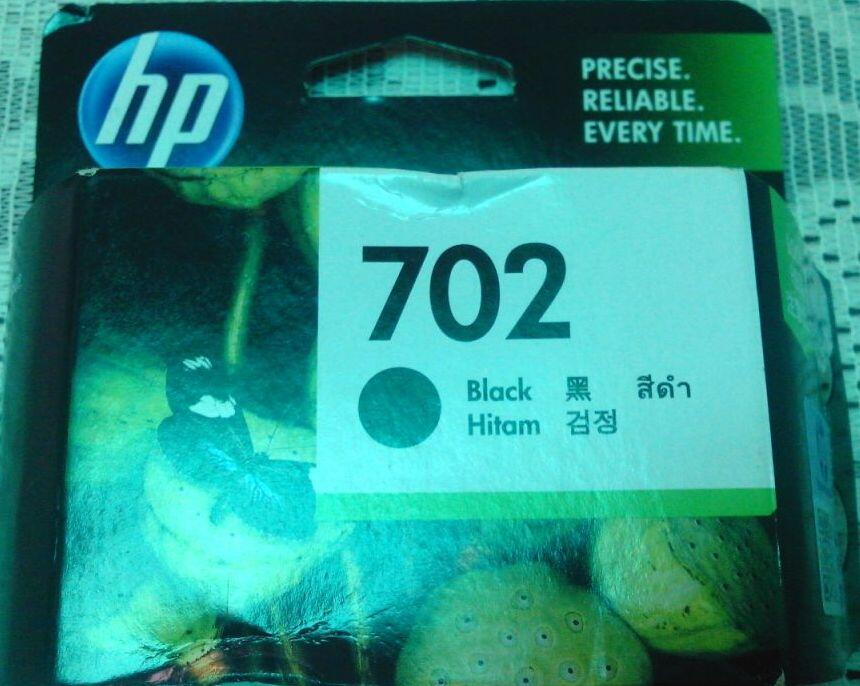 hp
PRECISE.
RELIABLE.
EVERY TIME.
702
Black 黑 สีดำ
Hitam 검정